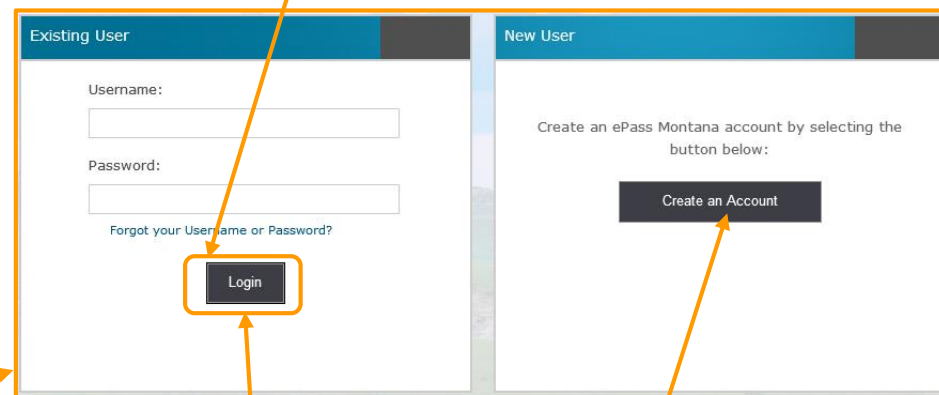 Existing User
Username:
Password:
Forgot your Username or Password?
Login
New User
Create an ePass Montana account by selecting the
button below:
Create an Account